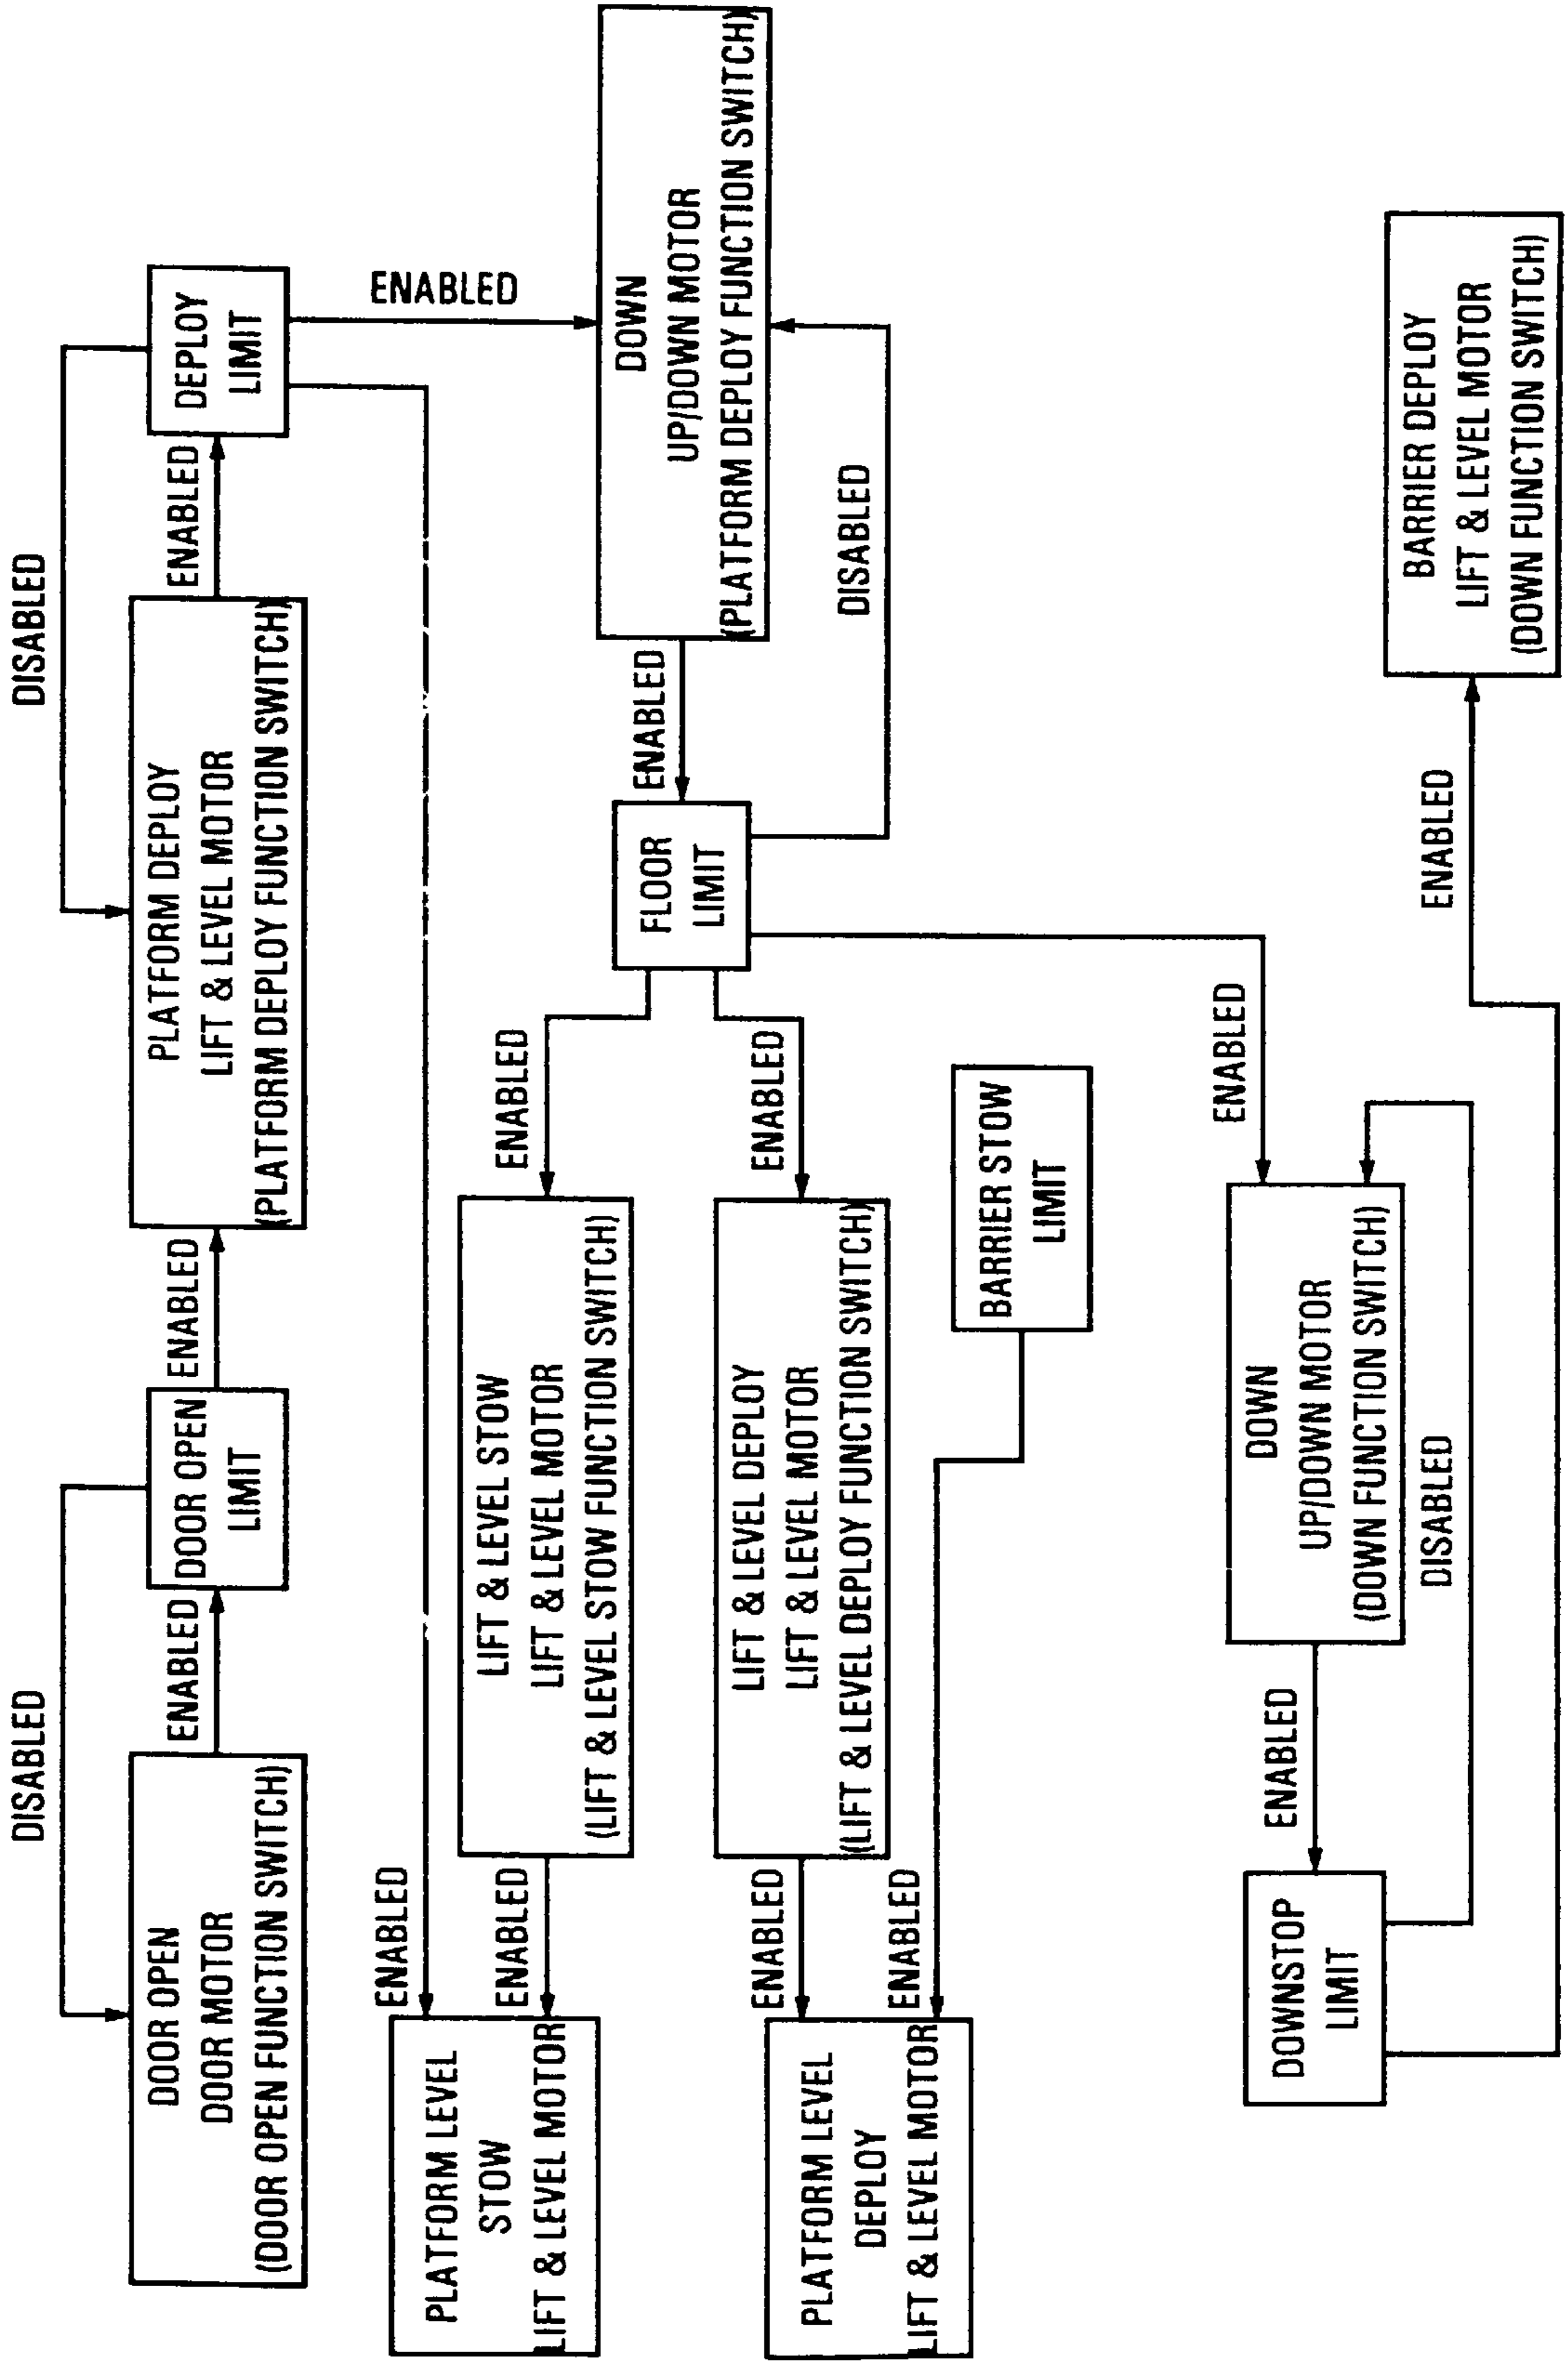 DISABLED
DISABLED
DOOR OPEN
DOOR MOTOR
(DOOR OPEN FUNCTION SWITCH)
ENABLED
DOOR OPEN
LIMIT
ENABLED
PLATFORM DEPLOY
LIFT & LEVEL MOTOR
(PLATFORM DEPLOY FUNCTION SWITCH)
ENABLED
DEPLOY
LIMIT
ENABLED
ENABLED
PLATFORM LEVEL
STOW
LIFT & LEVEL MOTOR
ENABLED
LIFT & LEVEL STOW
LIFT & LEVEL MOTOR
(LIFT & LEVEL STOW FUNCTION SWITCH)
ENABLED
FLOOR
LIMIT
ENABLED
DOWN
UP/DOWN MOTOR
(PLATFORM DEPLOY FUNCTION SWITCH)
DISABLED
PLATFORM LEVEL
DEPLOY
LIFT & LEVEL MOTOR
ENABLED
ENABLED
LIFT & LEVEL DEPLOY
LIFT & LEVEL MOTOR
(LIFT & LEVEL DEPLOY FUNCTION SWITCH)
ENABLED
BARRIER STOW
LIMIT
ENABLED
DOWNSTOP
LIMIT
ENABLED
DOWN
UP/DOWN MOTOR
(DOWN FUNCTION SWITCH)
DISABLED
ENABLED
BARRIER DEPLOY
LIFT & LEVEL MOTOR
(DOWN FUNCTION SWITCH)